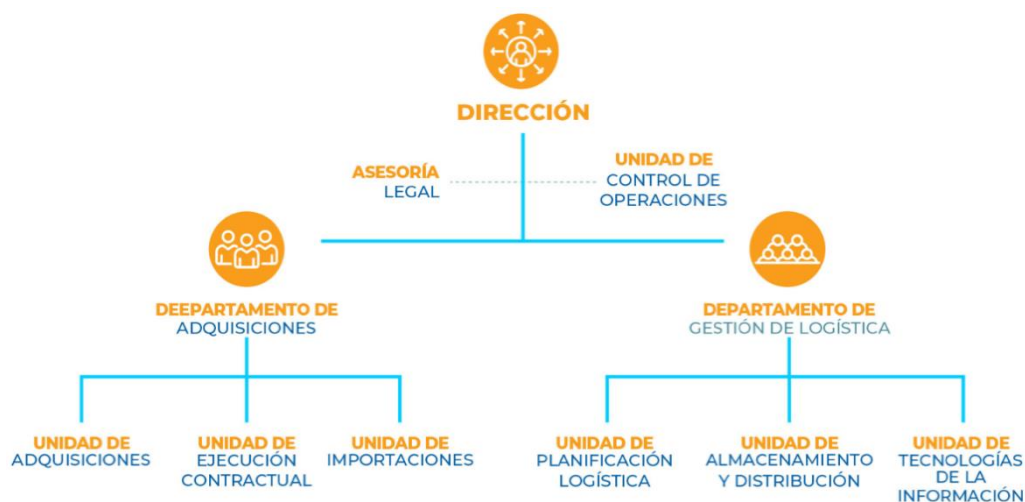 DIRECCIÓN
ASESORÍA
LEGAL
UNIDAD DE
CONTROL DE
OPERACIONES
DEEPARTAMENTO DE
ADQUISICIONES
DEPARTAMENTO DE
GESTIÓN DE LOGÍSTICA
UNIDAD DE
ADQUISICIONES
UNIDAD DE
EJECUCIÓN
CONTRACTUAL
UNIDAD DE
IMPORTACIONES
UNIDAD DE
PLANIFICACIÓN
LOGÍSTICA
UNIDAD DE
ALMACENAMIENTO
Y DISTRIBUCIÓN
UNIDAD DE
TECNOLOGÍAS
DE LA
INFORMACIÓN